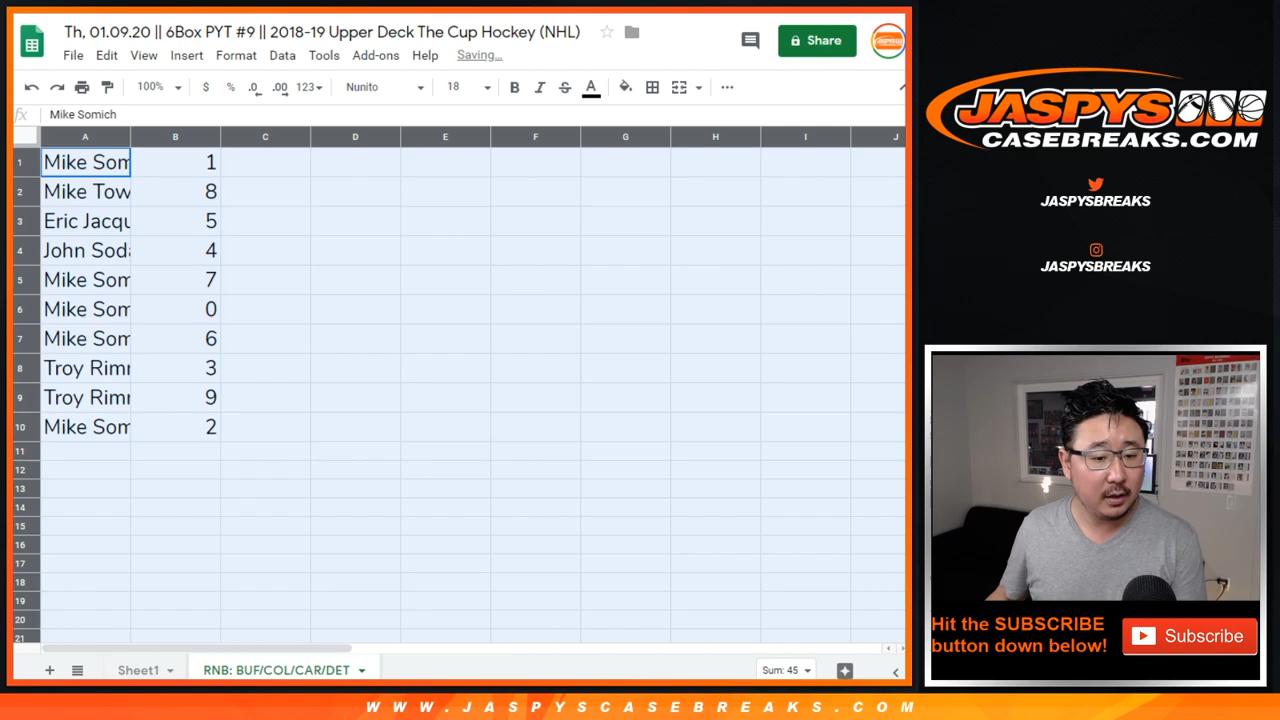 Th, 01.09.20 || 6Box PYT #9 || 2018-19 Upper Deck The Cup Hockey (NHL)
File Edit View Insert Format Data Tools Add-ons Help Saving...
Share
100% $ % .0 .00 123 Nunito 18 B I S A
fx Mike Somich
A B C D E F G H I J
1 Mike Som 1
2 Mike Tow 8
3 Eric Jacqu 5
4 John Soda 4
5 Mike Som 7
6 Mike Som 0
7 Mike Som 6
8 Troy Rimr 3
9 Troy Rimr 9
10 Mike Som 2
11
12
13
14
15
16
17
18
19
20
21
Sheet1 RNB: BUF/COL/CAR/DET Sum: 45
JASPYS
CASEBREAKS.COM
JASPYSBREAKS
JASPYSBREAKS
Hit the SUBSCRIBE
button down below!
Subscribe
WWW.JASPYSCASEBREAKS.COM